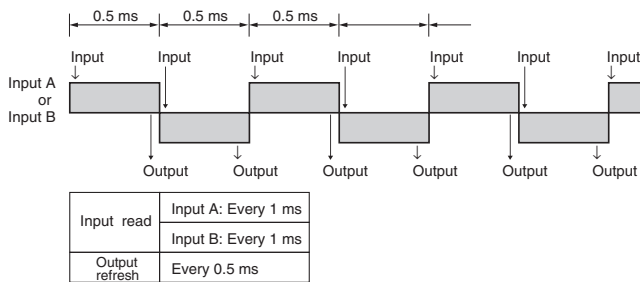 0.5 ms 0.5 ms 0.5 ms
Input Input Input Input Input Input Input
Input A
or
Input B
Output Output Output Output Output Output
Input read
Input A: Every 1 ms
Input B: Every 1 ms
Output
refresh
Every 0.5 ms